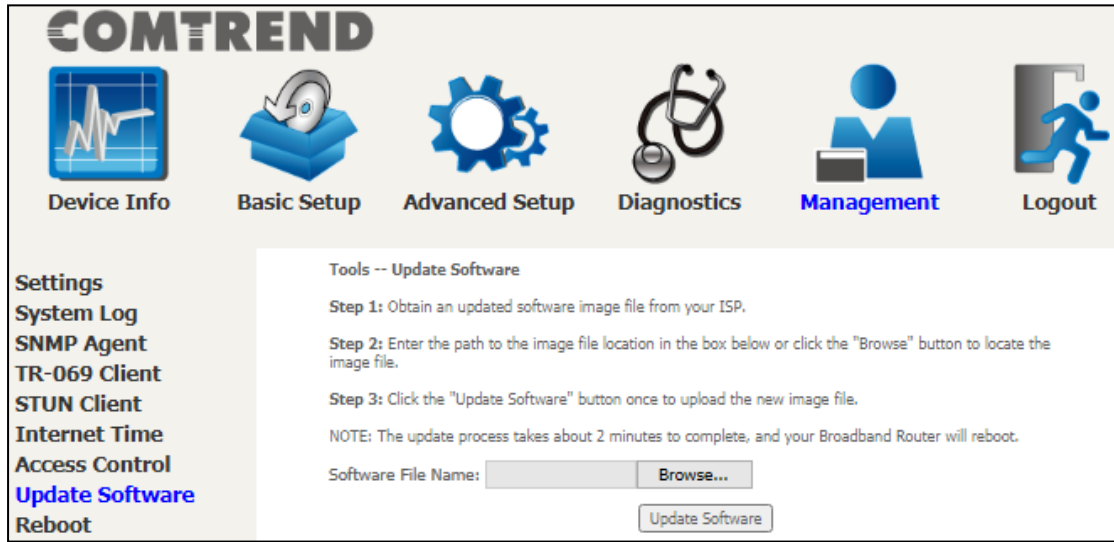 COMTREND
Device Info
Basic Setup
Advanced Setup
Diagnostics
Management
Logout
Settings
System Log
SNMP Agent
TR-069 Client
STUN Client
Internet Time
Access Control
Update Software
Reboot
Tools -- Update Software
Step 1: Obtain an updated software image file from your ISP.
Step 2: Enter the path to the image file location in the box below or click the "Browse" button to locate the
image file.
Step 3: Click the "Update Software" button once to upload the new image file.
NOTE: The update process takes about 2 minutes to complete, and your Broadband Router will reboot.
Software File Name: Browse...
Update Software